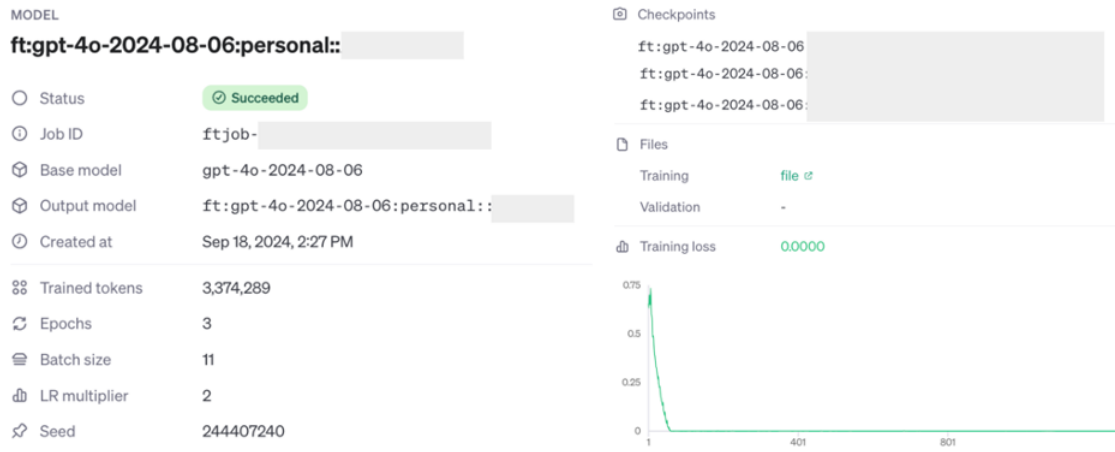 MODEL
ft:gpt-4o-2024-08-06:personal::
Status Succeeded
Job ID ftjob-
Base model gpt-4o-2024-08-06
Output model ft:gpt-4o-2024-08-06:personal::
Created at Sep 18, 2024, 2:27 PM
Trained tokens 3,374,289
Epochs 3
Batch size 11
LR multiplier 2
Seed 244407240
Checkpoints
ft:gpt-4o-2024-08-06
ft:gpt-4o-2024-08-06:
ft:gpt-4o-2024-08-06:
Files
Training file
Validation -
Training loss 0.0000
0.75
0.5
0.25
0
1 401 801